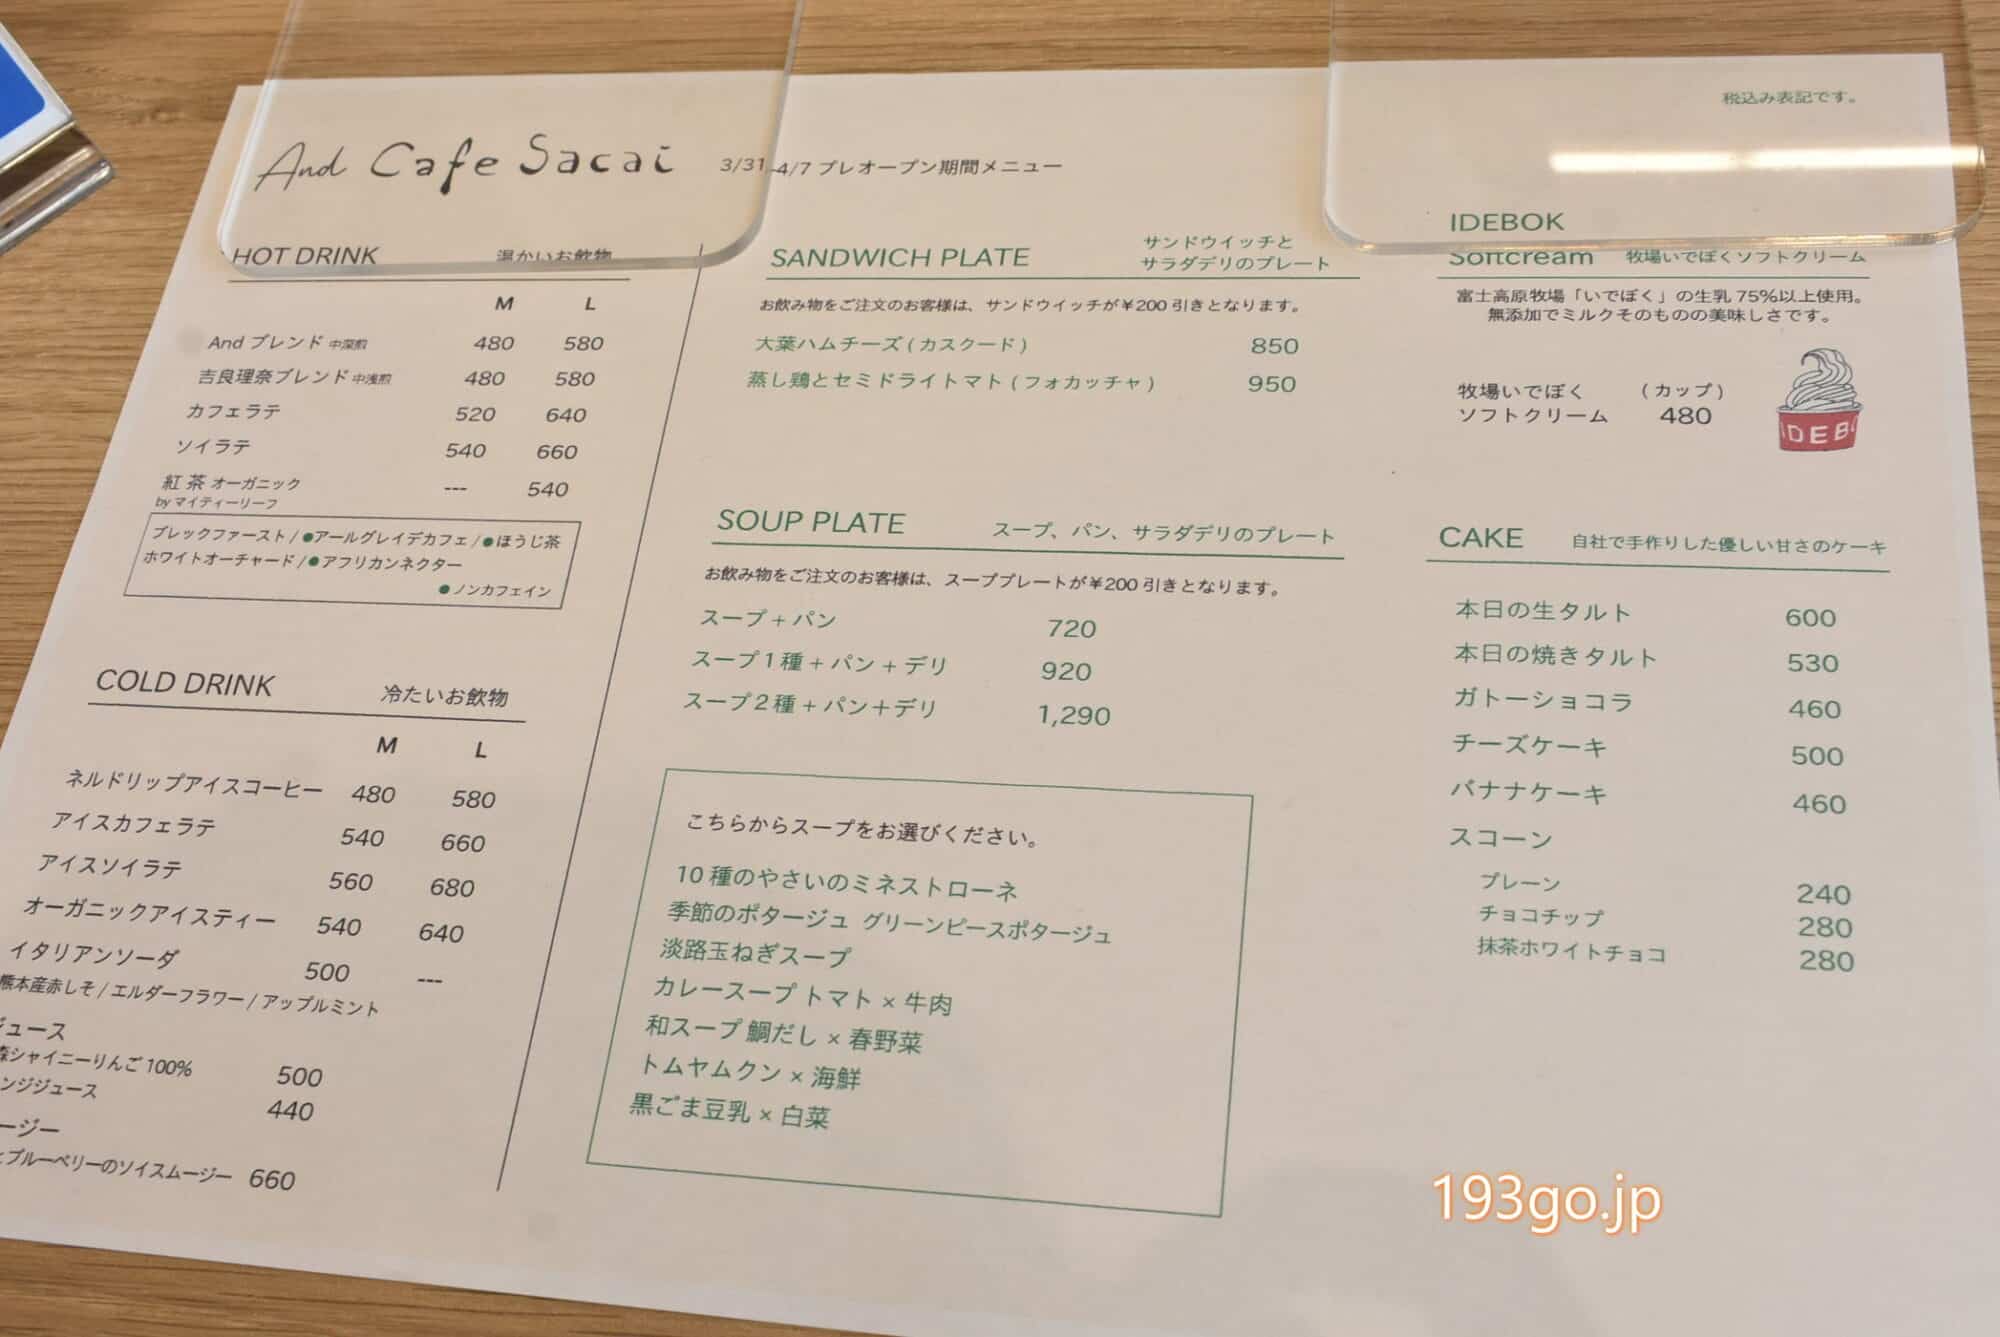 税込み表記です。
And Cafe Sacai 3/31-4/7 プレオープン期間メニュー
HOT DRINK 温かいお飲物
M L
And ブレンド 中深煎 480 580
吉良理奈ブレンド 中浅煎 480 580
カフェラテ 520 640
ソイラテ 540 660
紅 茶 オーガニック --- 540
by マイティーリーフ
ブレックファースト / ●アールグレイデカフェ / ●ほうじ茶
ホワイトオーチャード / ●アフリカンネクター
●ノンカフェイン
COLD DRINK 冷たいお飲物
M L
ネルドリップアイスコーヒー 480 580
アイスカフェラテ 540 660
アイスソイラテ 560 680
オーガニックアイスティー 540 640
イタリアンソーダ 500 ---
熊本産赤しそ / エルダーフラワー / アップルミント
ジュース
森シャイニーりんご 100% 500
ンジジュース 440
ージー
とブルーベリーのソイスムージー 660
SANDWICH PLATE サンドウイッチと
サラダデリのプレート
お飲み物をご注文のお客様は、サンドウイッチが￥200 引きとなります。
大葉ハムチーズ ( カスクード ) 850
蒸し鶏とセミドライトマト ( フォカッチャ ) 950
SOUP PLATE スープ、パン、サラダデリのプレート
お飲み物をご注文のお客様は、スーププレートが￥200 引きとなります。
スープ + パン 720
スープ 1 種 + パン + デリ 920
スープ 2 種 + パン＋デリ 1,290
こちらからスープをお選びください。
10 種のやさいのミネストローネ
季節のポタージュ グリーンピースポタージュ
淡路玉ねぎスープ
カレースープ トマト × 牛肉
和スープ 鯛だし × 春野菜
トムヤムクン × 海鮮
黒ごま豆乳 × 白菜
IDEBOK
Softcream 牧場いでぼくソフトクリーム
富士高原牧場「いでぼく」の生乳 75%以上使用。
無添加でミルクそのものの美味しさです。
牧場いでぼく ( カップ )
ソフトクリーム 480
IDEBO
CAKE 自社で手作りした優しい甘さのケーキ
本日の生タルト 600
本日の焼きタルト 530
ガトーショコラ 460
チーズケーキ 500
バナナケーキ 460
スコーン
プレーン 240
チョコチップ 280
抹茶ホワイトチョコ 280
193go.jp